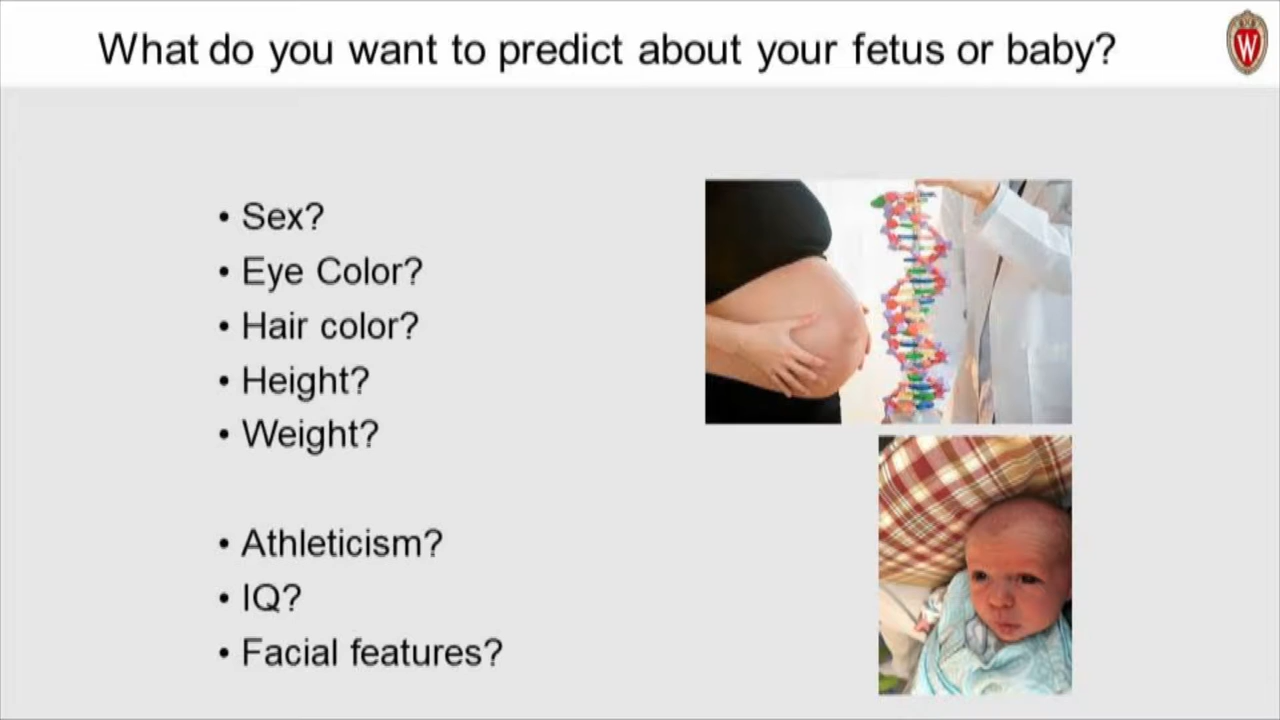 What do you want to predict about your fetus or baby?
W
• Sex?
• Eye Color?
• Hair color?
• Height?
• Weight?
• Athleticism?
• IQ?
• Facial features?